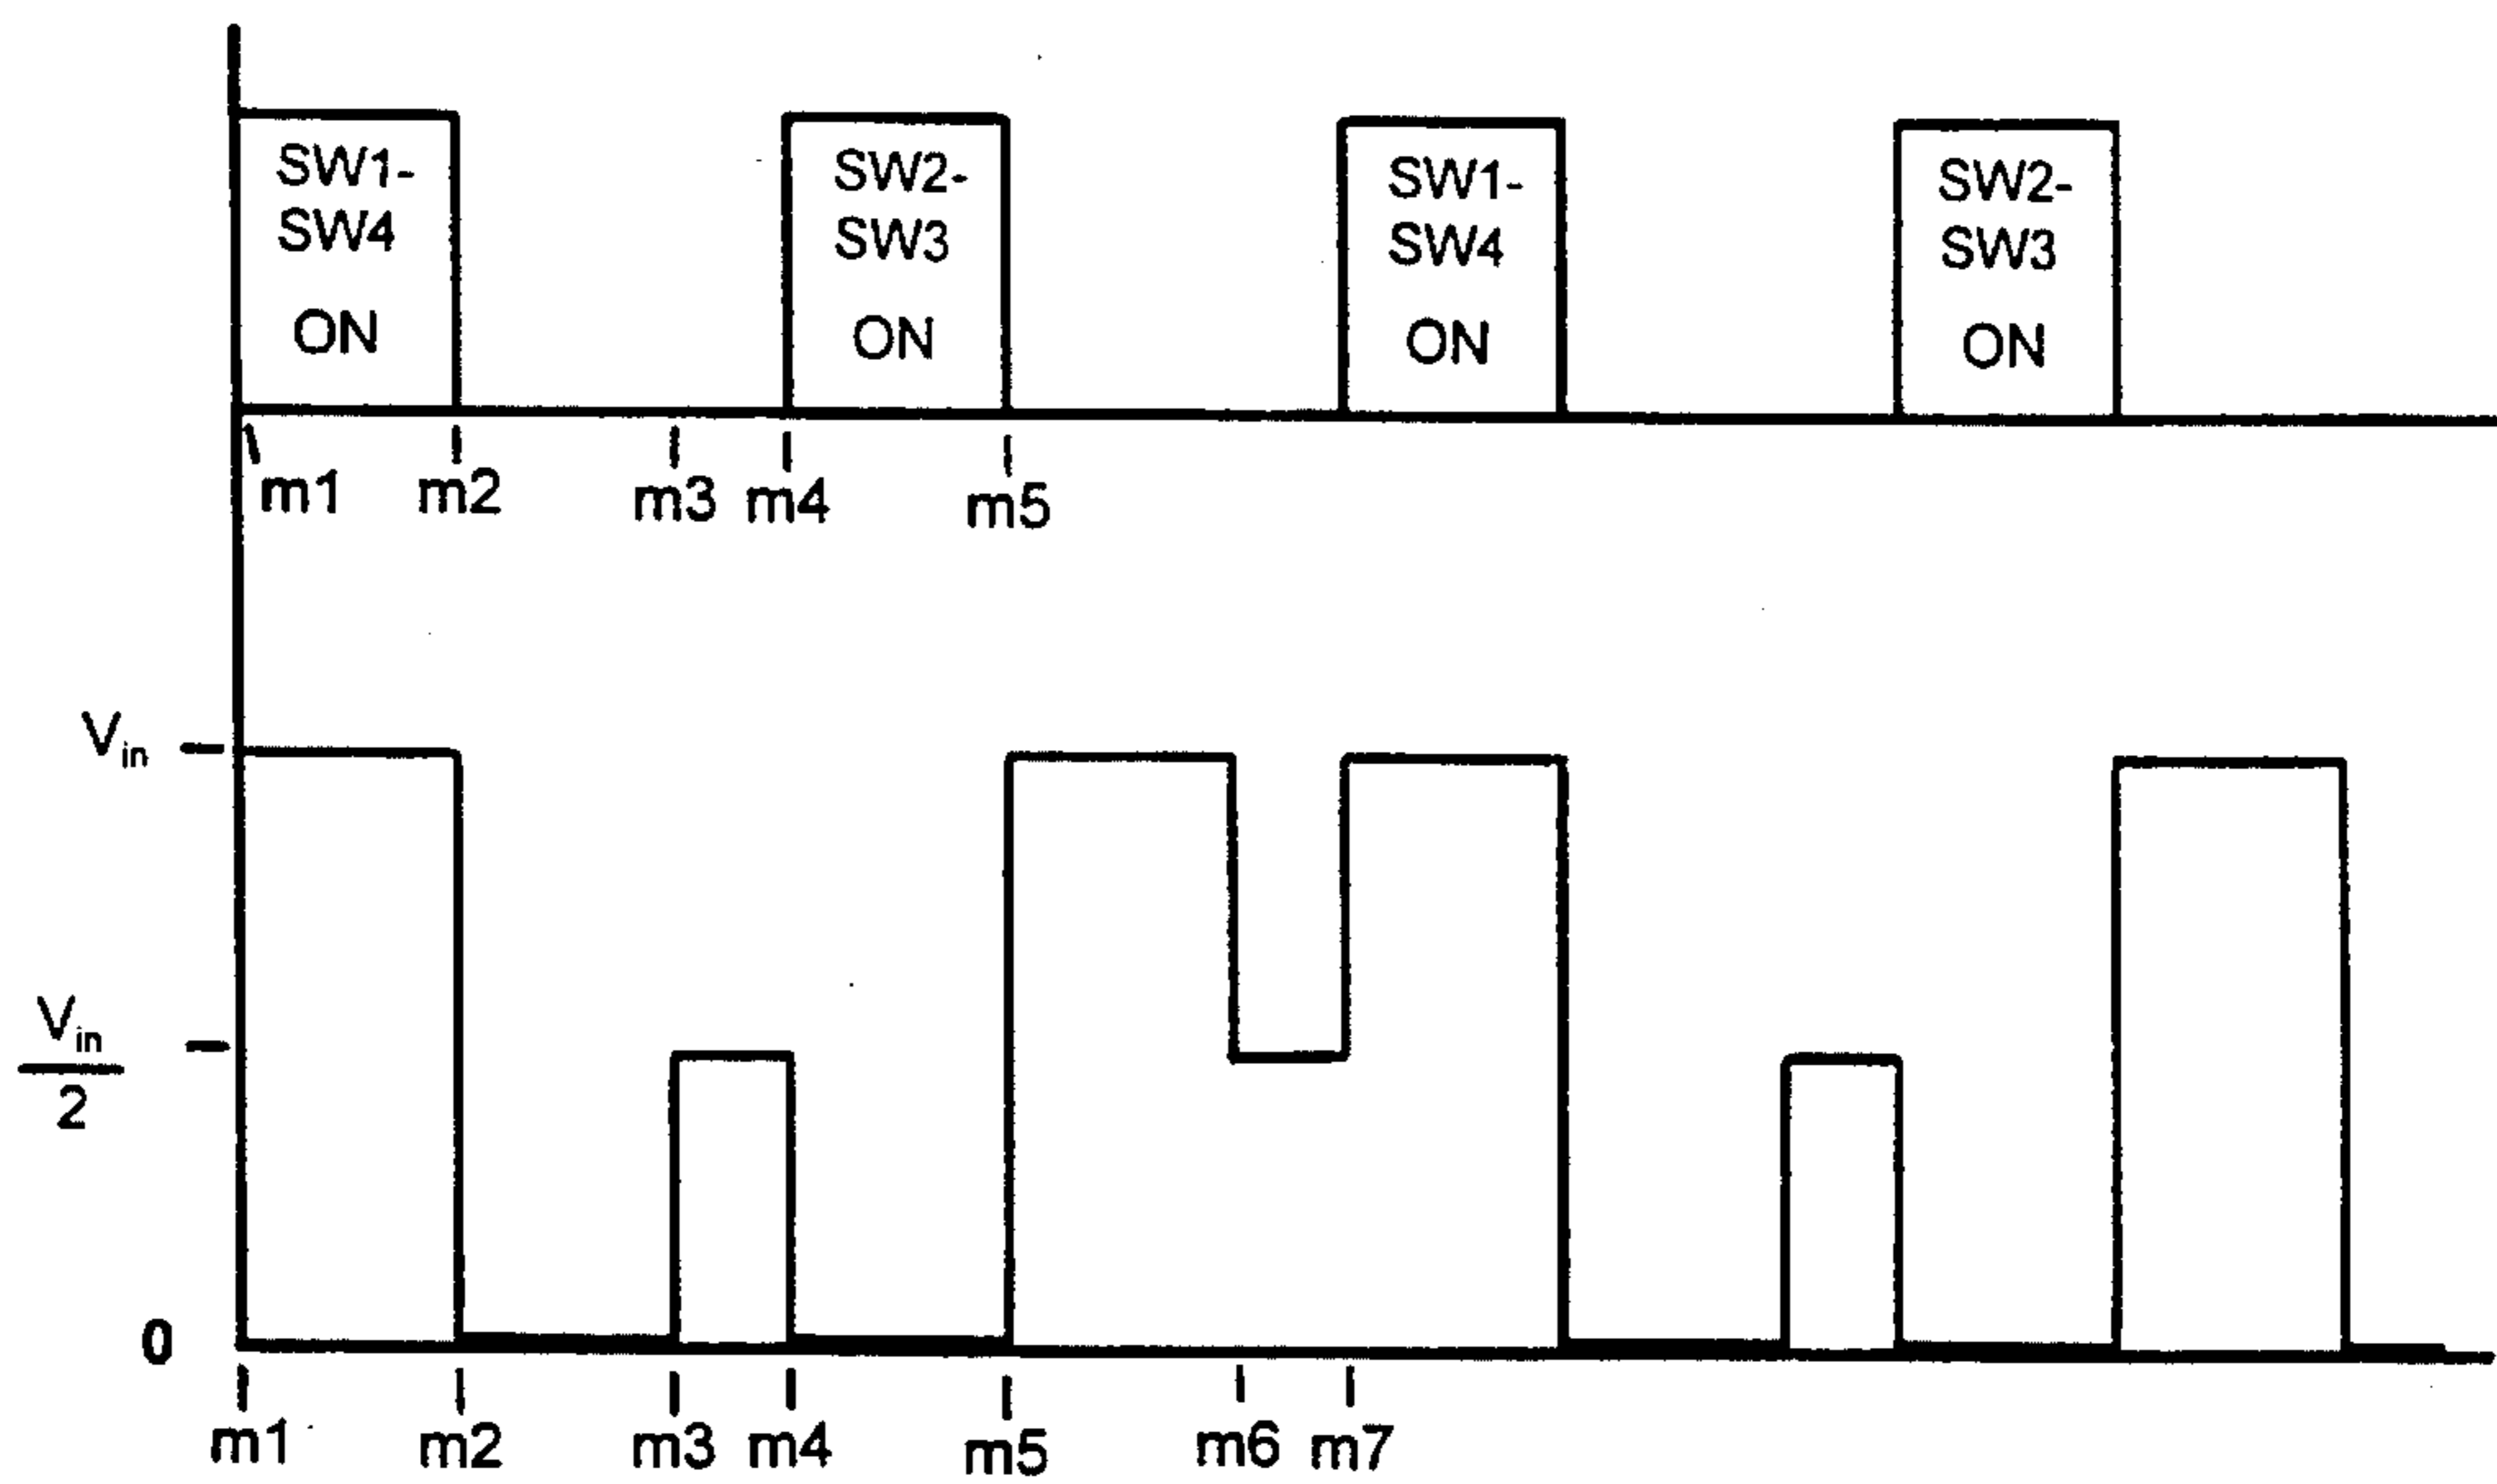 SW1-
SW4
ON
SW2-
SW3
ON
SW1-
SW4
ON
SW2-
SW3
ON
m1 m2 m3 m4 m5
Vin
Vin
2
0
m1 m2 m3 m4 m5 m6 m7